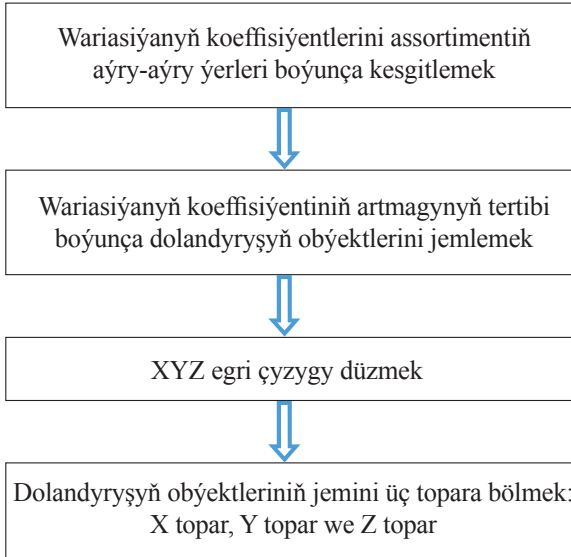 Wariasiýanyň koeffisiýentlerini assortimentiň
aýry-aýry ýerleri boýunça kesgitlemek
Wariasiýanyň koeffisiýentiniň artmagynyň tertibi
boýunça dolandyryşyň obýektlerini jemlemek
XYZ egri çyzygy düzmek
Dolandyryşyň obýektleriniň jemini üç topara bölmek:
X topar, Y topar we Z topar